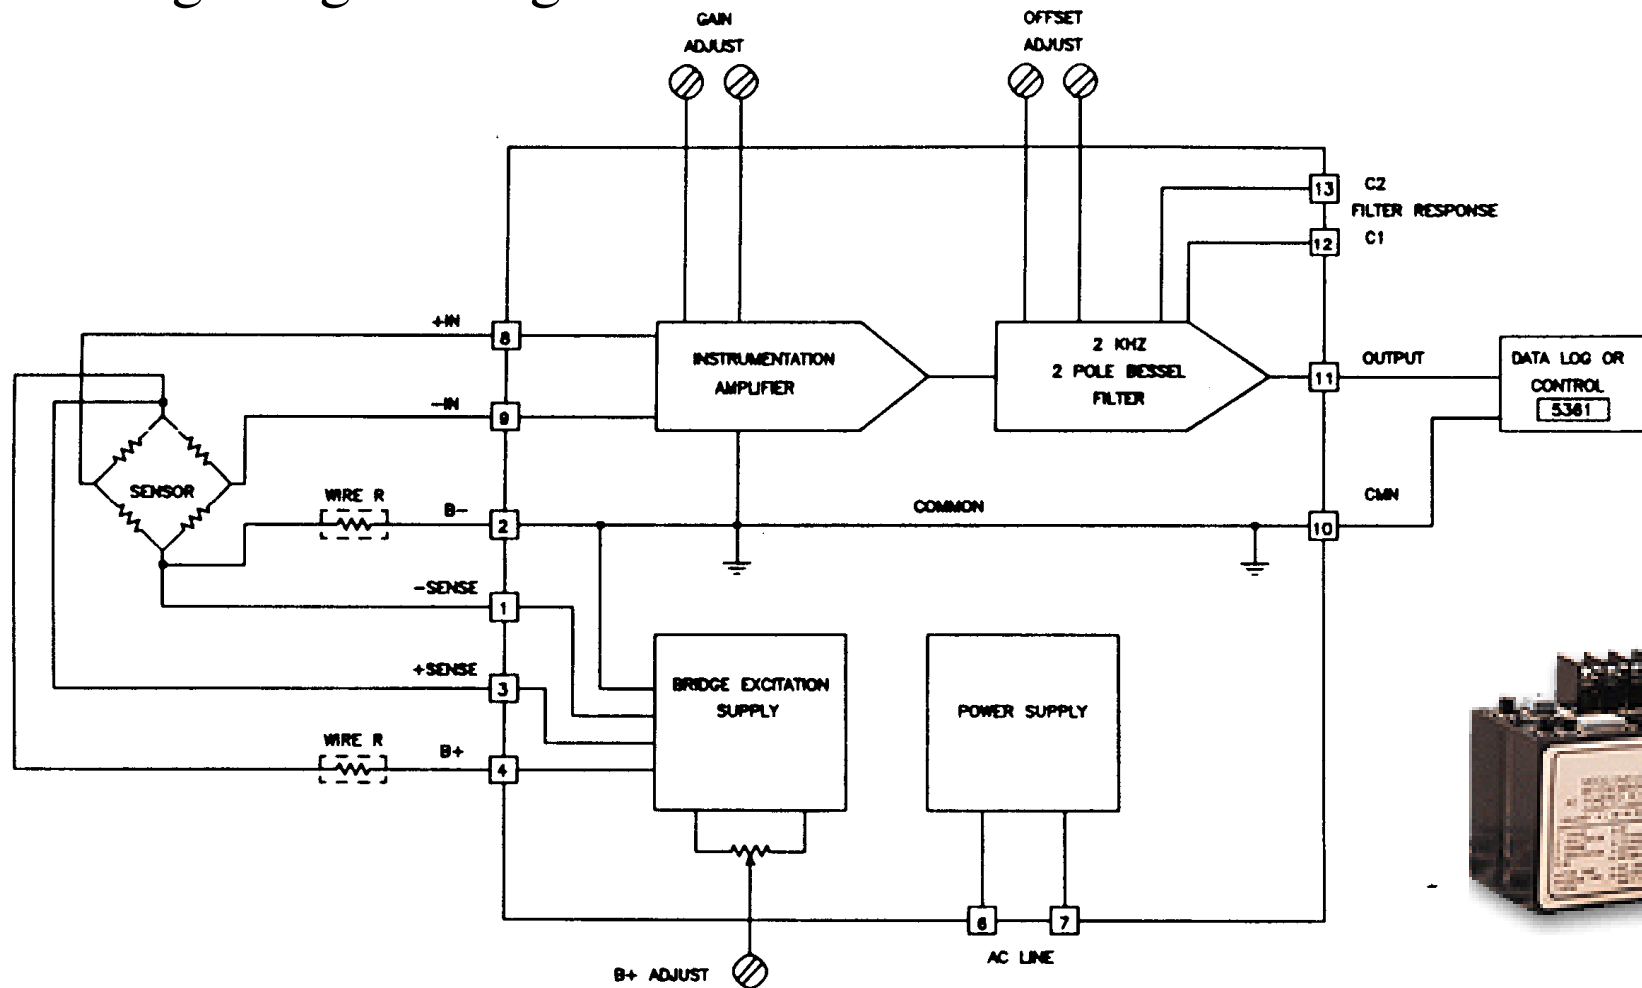 GAIN
ADJUST
OFFSET
ADJUST
13
C2
FILTER RESPONSE
12
C1
+IN
8
INSTRUMENTATION
AMPLIFIER
2 KHZ
2 POLE BESSEL
FILTER
11
OUTPUT
DATA LOG OR
CONTROL
5361
-IN
9
SENSOR
WIRE R
B-
2
COMMON
10
CMN
-SENSE
1
+SENSE
3
BRIDGE EXCITATION
SUPPLY
POWER SUPPLY
WIRE R
B+
4
6
7
AC LINE
B+ ADJUST